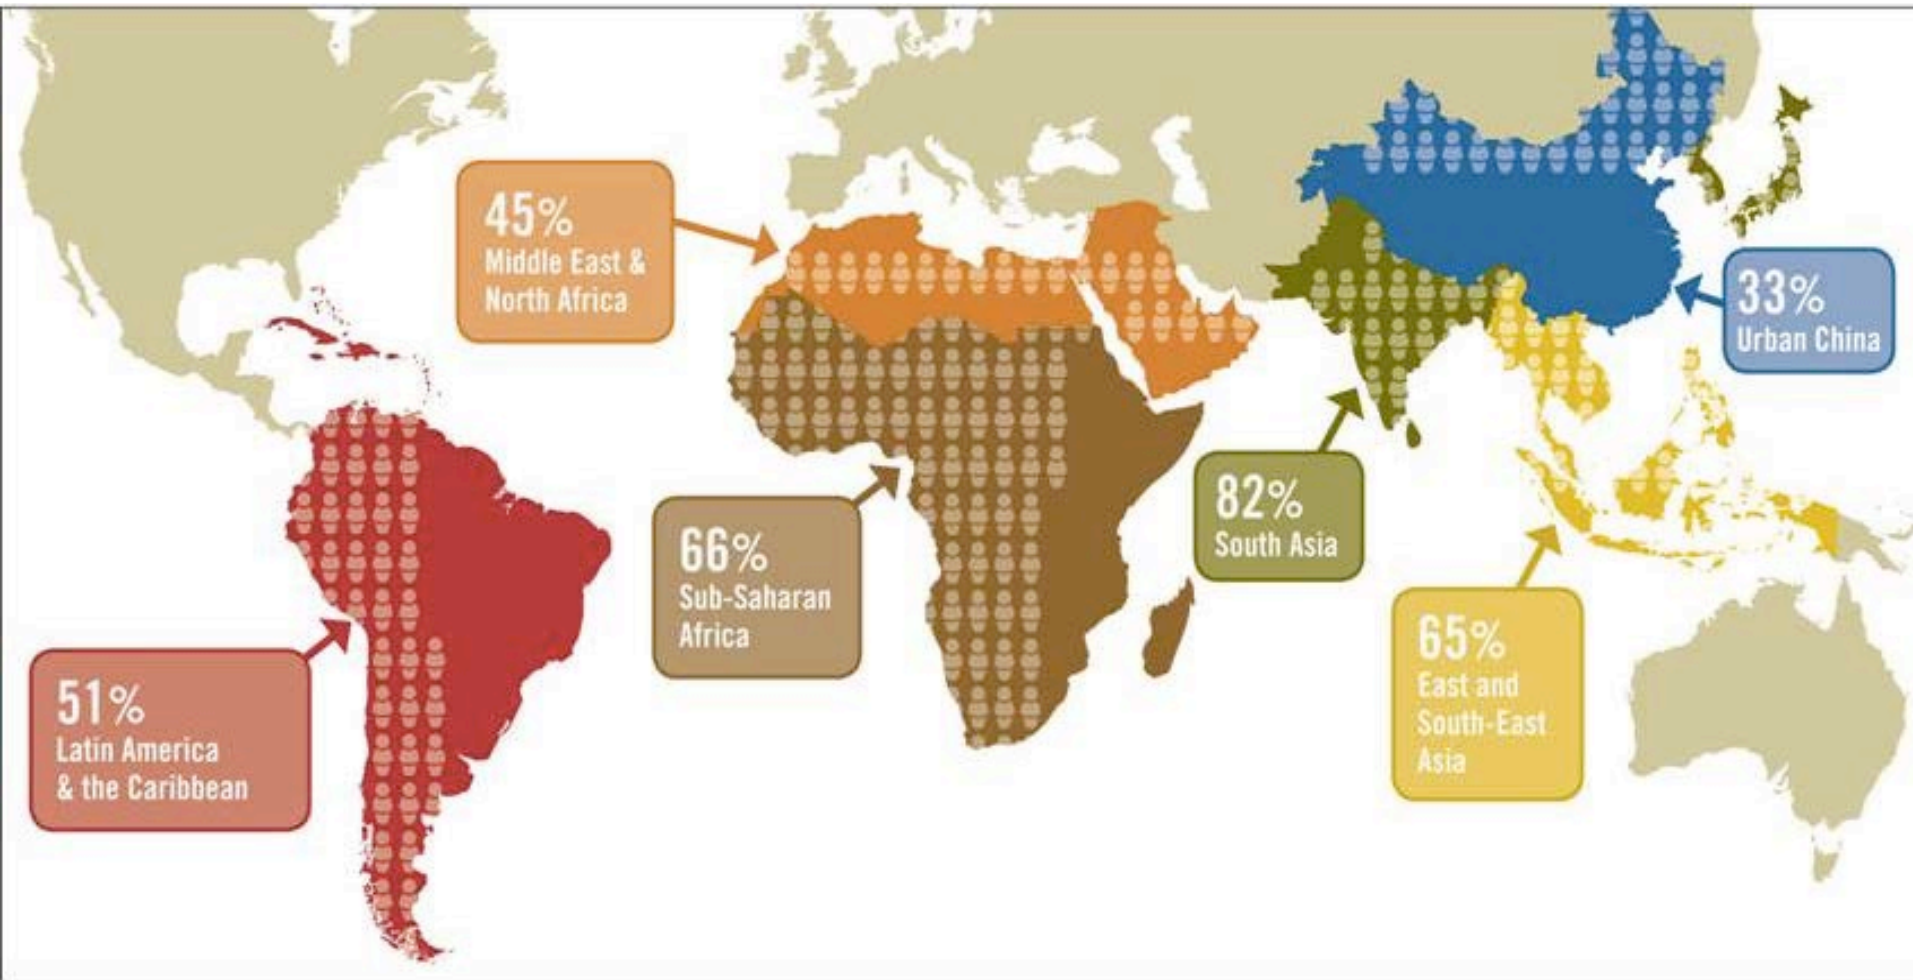 45%
Middle East &
North Africa
33%
Urban China
82%
South Asia
66%
Sub-Saharan
Africa
65%
East and
South-East
Asia
51%
Latin America
& the Caribbean